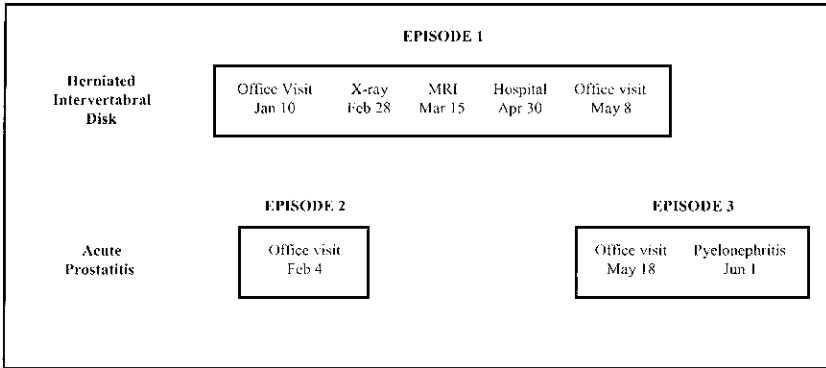 EPISODE 1
Herniated
Intervertabral
Disk
Office Visit X-ray MRI Hospital Office visit
Jan 10 Feb 28 Mar 15 Apr 30 May 8
EPISODE 2 EPISODE 3
Acute
Prostatitis
Office visit Office visit Pyelonephritis
Feb 4 May 18 Jun 1